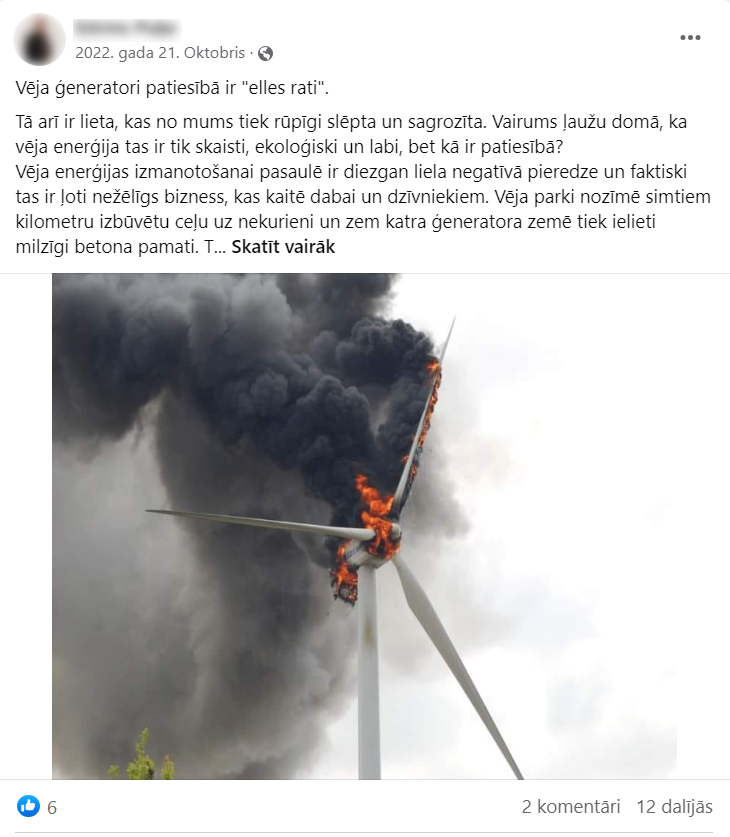 2022. gada 21. Oktobris ·
Vēja ģeneratori patiesībā ir "elles rati".
Tā arī ir lieta, kas no mums tiek rūpīgi slēpta un sagrozīta. Vairums ļaužu domā, ka
vēja enerģija tas ir tik skaisti, ekoloģiski un labi, bet kā ir patiesībā?
Vēja enerģijas izmanotošanai pasaulē ir diezgan liela negatīvā pieredze un faktiski
tas ir ļoti nežēlīgs bizness, kas kaitē dabai un dzīvniekiem. Vēja parki nozīmē simtiem
kilometru izbūvētu ceļu uz nekurieni un zem katra ģeneratora zemē tiek ielieti
milzīgi betona pamati. T... Skatīt vairāk
6
2 komentāri 12 dalījās